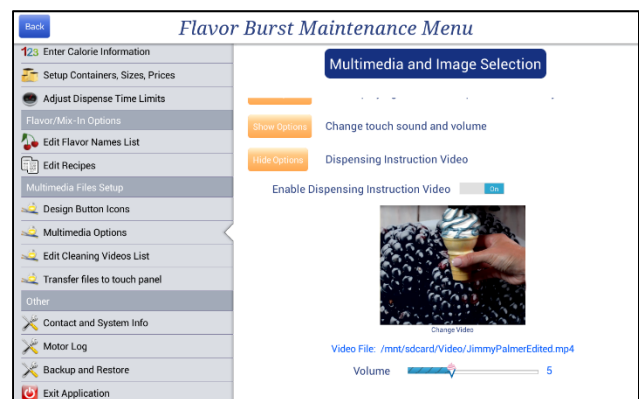 Back
Flavor Burst Maintenance Menu
123 Enter Calorie Information
Setup Containers, Sizes, Prices
Adjust Dispense Time Limits
Flavor/Mix-In Options
Edit Flavor Names List
Edit Recipes
Multimedia Files Setup
Design Button Icons
Multimedia Options
Edit Cleaning Videos List
Transfer files to touch panel
Other
Contact and System Info
Motor Log
Backup and Restore
Exit Application
Multimedia and Image Selection
Show Options Change touch sound and volume
Hide Options Dispensing Instruction Video
Enable Dispensing Instruction Video On
Change Video
Video File: /mnt/sdcard/Video/JimmyPalmerEdited.mp4
Volume 5